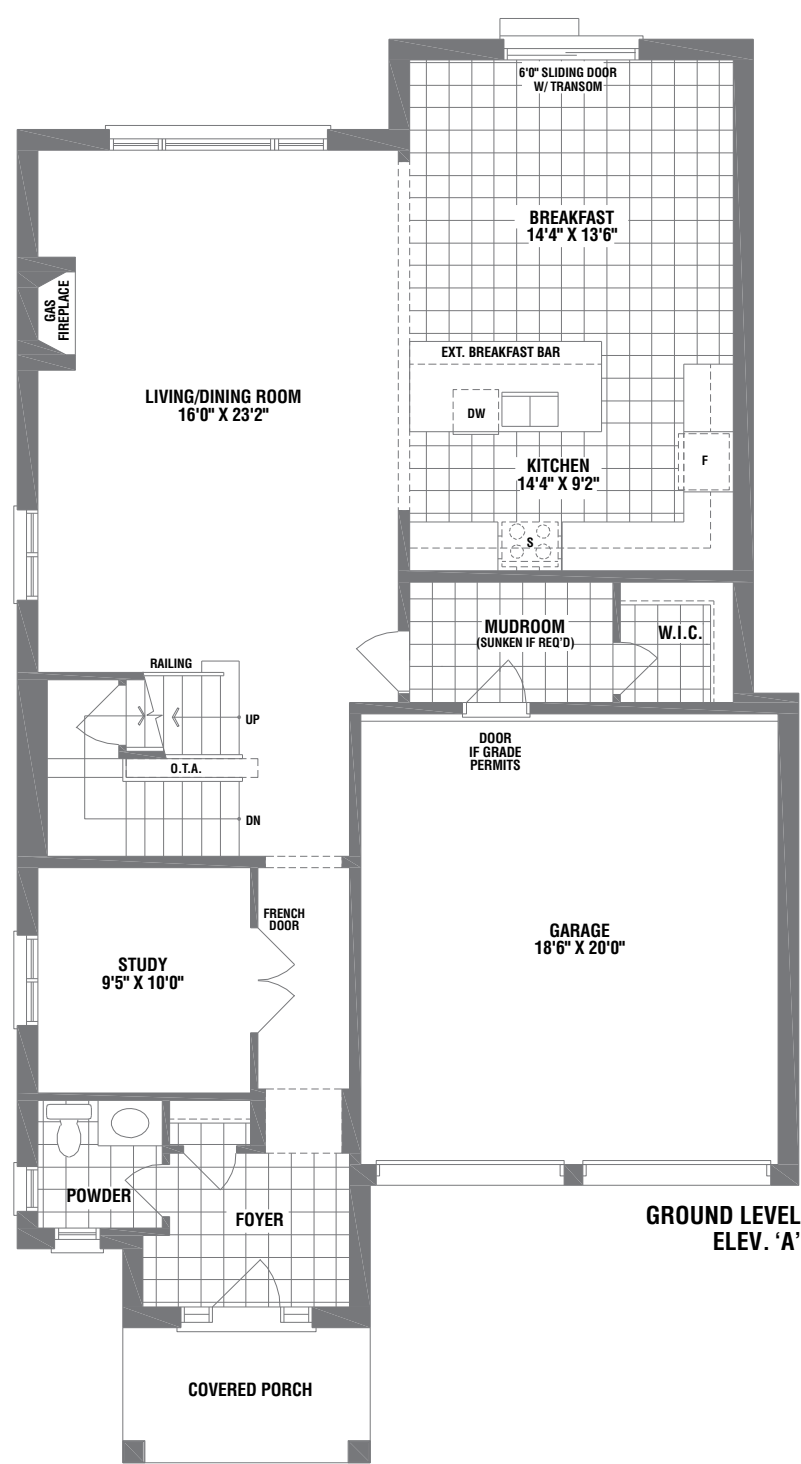 6'0" SLIDING DOOR
W/ TRANSOM
BREAKFAST
14'4" X 13'6"
GAS
FIREPLACE
EXT. BREAKFAST BAR
LIVING/DINING ROOM
16'0" X 23'2"
DW
KITCHEN
14'4" X 9'2"
F
S
MUDROOM
(SUNKEN IF REQ'D)
W.I.C.
RAILING
UP
DOOR
IF GRADE
PERMITS
O.T.A.
DN
FRENCH
DOOR
GARAGE
18'6" X 20'0"
STUDY
9'5" X 10'0"
POWDER
FOYER
GROUND LEVEL
ELEV. ‘A’
COVERED PORCH